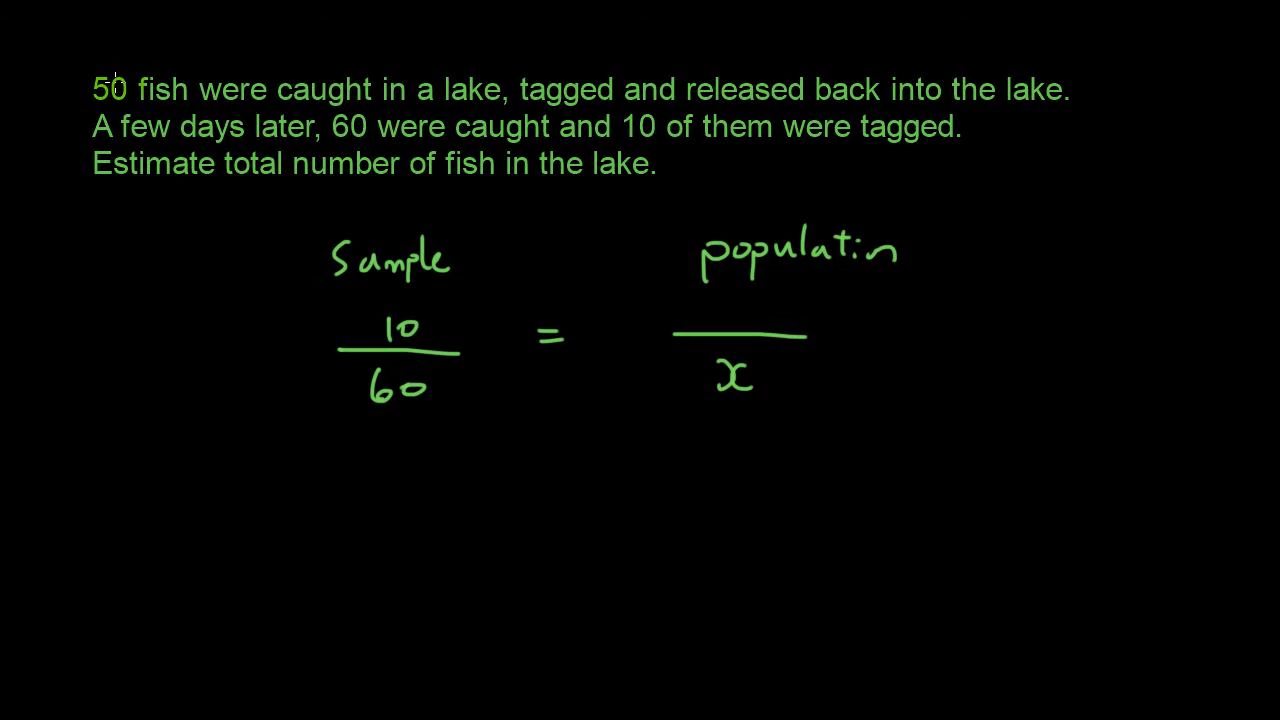 50 fish were caught in a lake, tagged and released back into the lake.
A few days later, 60 were caught and 10 of them were tagged.
Estimate total number of fish in the lake.
Sample populatin
10
=
60 x